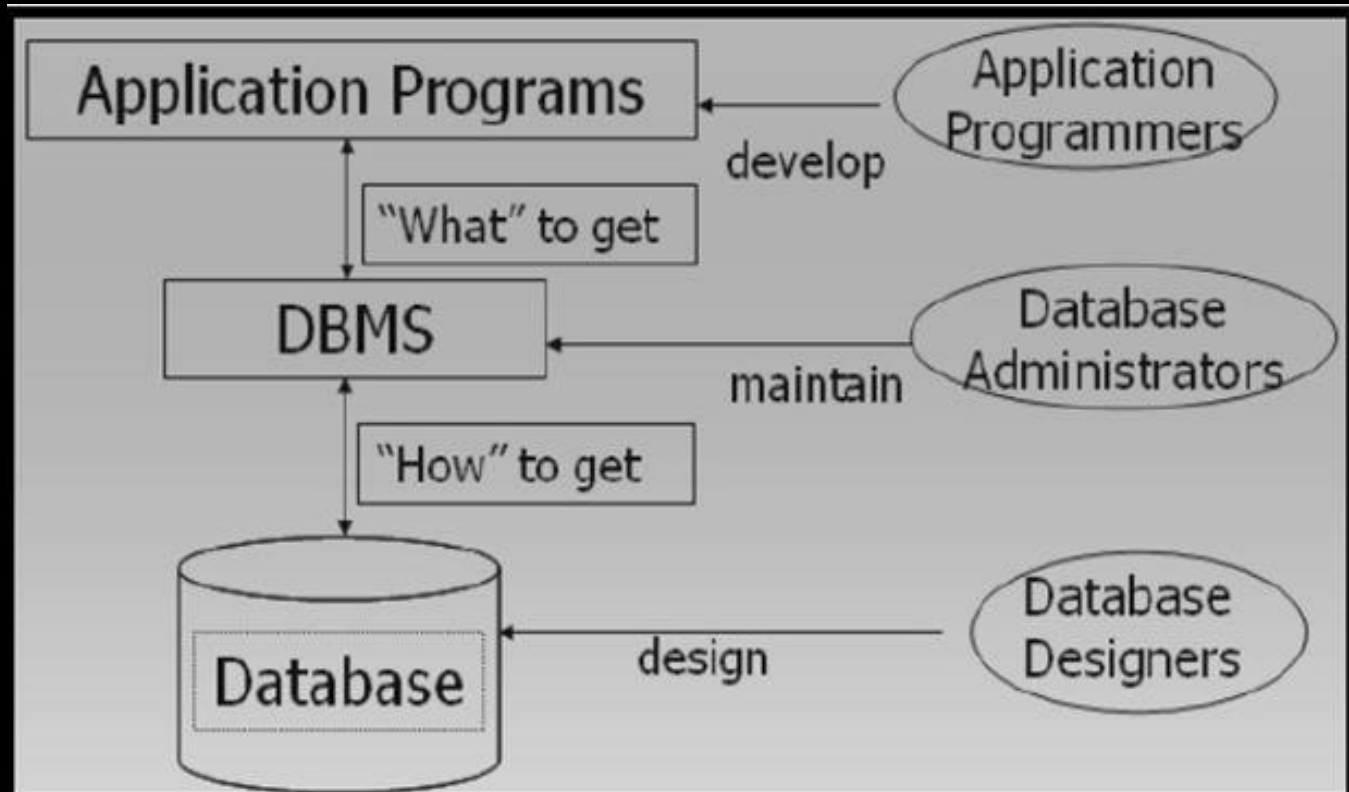 Application Programs
Application
Programmers
develop
“What” to get
DBMS
Database
Administrators
maintain
“How” to get
Database
Database
Designers
design